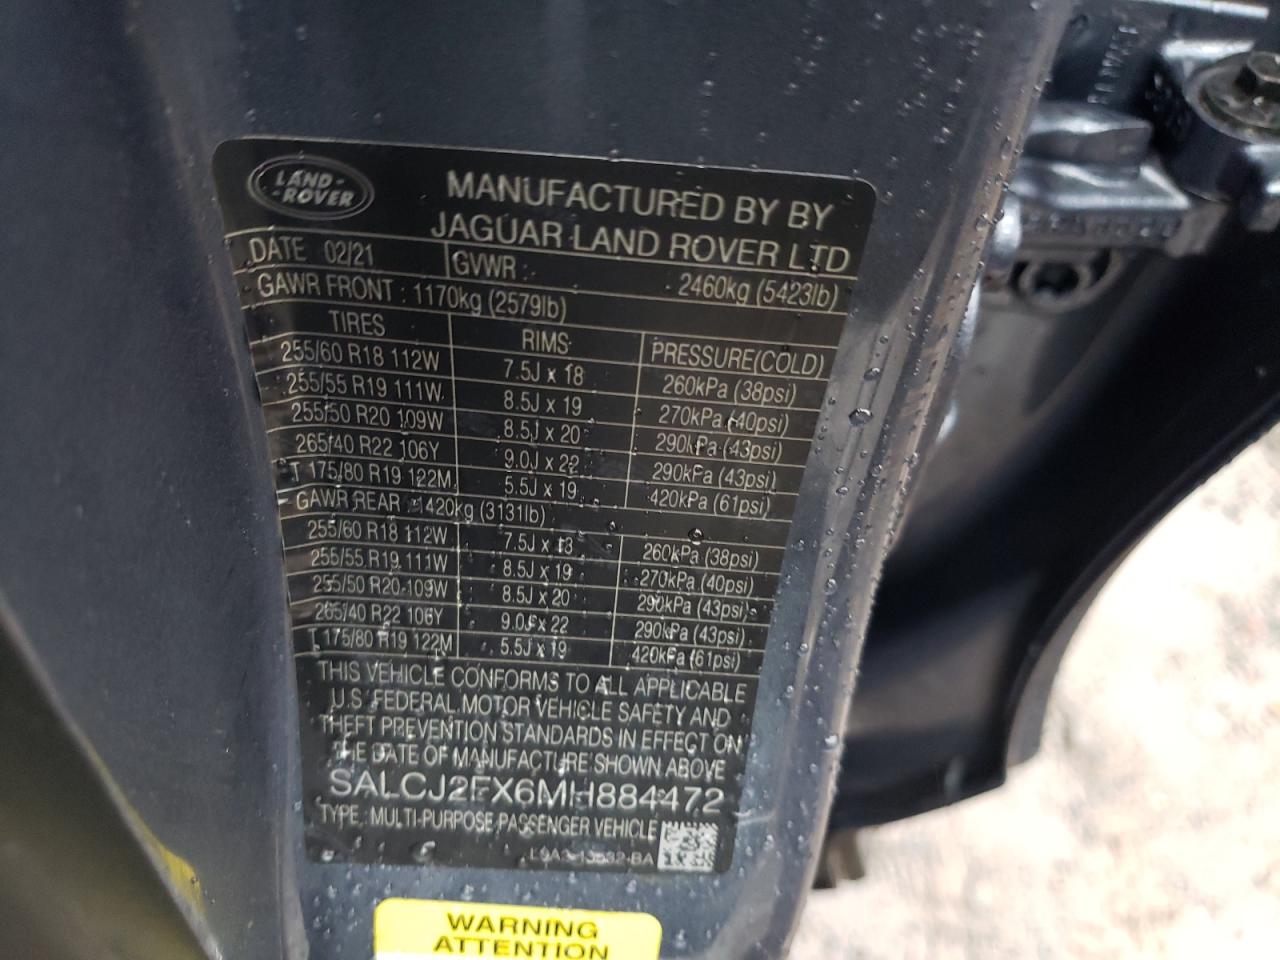 LAND-
-ROVER
MANUFACTURED BY BY
JAGUAR LAND ROVER LTD
DATE 02/21 GVWR : 2460kg (5423lb)
GAWR FRONT : 1170kg (2579lb)
TIRES RIMS PRESSURE(COLD)
255/60 R18 112W 7.5J x 18 260kPa (38psi)
255/55 R19 111W 8.5J x 19 270kPa (40psi)
255/50 R20 109W 8.5J x 20 290kPa (43psi)
265/40 R22 106Y 9.0J x 22 290kPa (43psi)
T 175/80 R19 122M 5.5J x 19 420kPa (61psi)
GAWR REAR : 1420kg (3131lb)
255/60 R18 112W 7.5J x 18 260kPa (38psi)
255/55 R19 111W 8.5J x 19 270kPa (40psi)
255/50 R20 109W 8.5J x 20 290kPa (43psi)
265/40 R22 106Y 9.0J x 22 290kPa (43psi)
T 175/80 R19 122M 5.5J x 19 420kPa (61psi)
THIS VEHICLE CONFORMS TO ALL APPLICABLE
U.S FEDERAL MOTOR VEHICLE SAFETY AND
THEFT PREVENTION STANDARDS IN EFFECT ON
THE DATE OF MANUFACTURE SHOWN ABOVE
SALCJ2FX6MH884472
TYPE: MULTI-PURPOSE PASSENGER VEHICLE
WARNING
ATTENTION